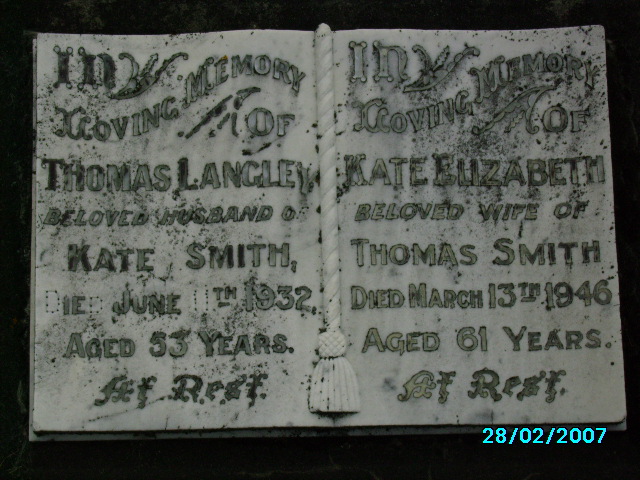 In
Loving Memory
Of
Thomas Langley
Beloved Husband Of
Kate Smith,
Died June 11th 1932.
Aged 53 Years.
At Rest.
In
Loving Memory
Of
Kate Elizabeth
Beloved Wife Of
Thomas Smith
Died March 13th 1946
Aged 61 Years.
At Rest.
28/02/2007